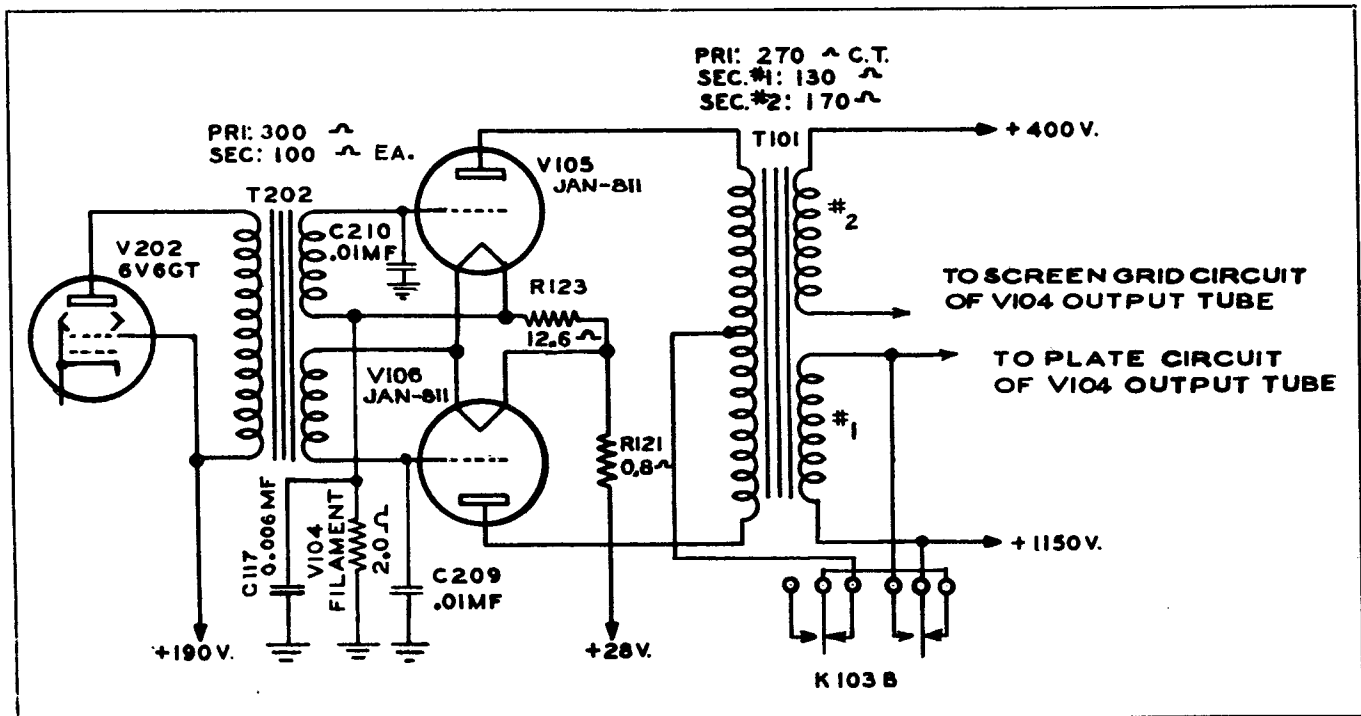 PRI: 270 Ω C.T.
SEC.#1: 130 Ω
SEC.#2: 170 Ω
T101
+400 V.
PRI: 300 Ω
SEC: 100 Ω EA.
T202
V105
JAN-811
V202
6V6GT
C210
.01MF
#2
R123
12.6 Ω
TO SCREEN GRID CIRCUIT
OF V104 OUTPUT TUBE
V106
JAN-811
TO PLATE CIRCUIT
OF V104 OUTPUT TUBE
#1
R121
0.8 Ω
C117
0.006MF
V104
FILAMENT
2.0 Ω
C209
.01MF
+1150 V.
+190 V.
+28 V.
K103B